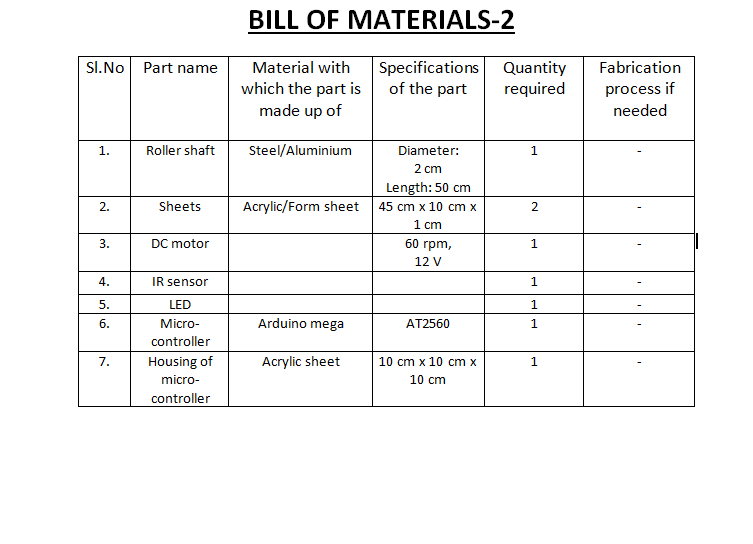 BILL OF MATERIALS-2
Sl.No Part name Material with which the part is made up of Specifications of the part Quantity required Fabrication process if needed
1. Roller shaft Steel/Aluminium Diameter: 2 cm Length: 50 cm 1 -
2. Sheets Acrylic/Form sheet 45 cm x 10 cm x 1 cm 2 -
3. DC motor 60 rpm, 12 V 1 -
4. IR sensor 1 -
5. LED 1 -
6. Micro-controller Arduino mega AT2560 1 -
7. Housing of micro-controller Acrylic sheet 10 cm x 10 cm x 10 cm 1 -